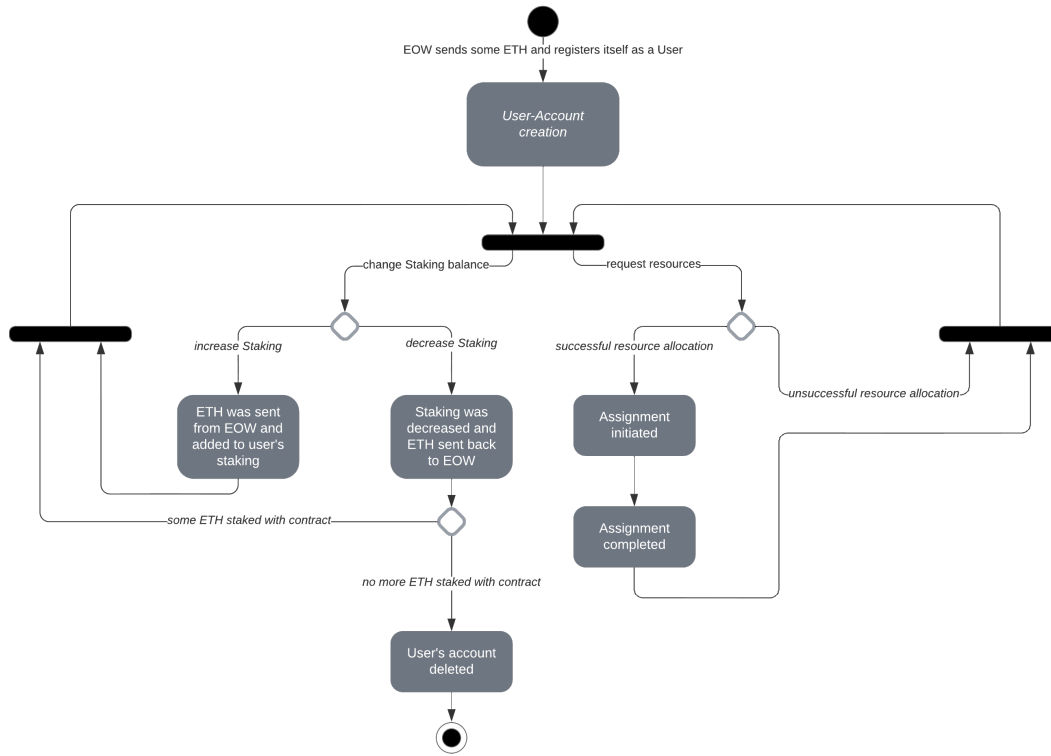 EOW sends some ETH and registers itself as a User
User-Account
creation
change Staking balance
request resources
increase Staking
decrease Staking
successful resource allocation
unsuccessful resource allocation
ETH was sent
from EOW and
added to user's
staking
Staking was
decreased and
ETH sent back
to EOW
Assignment
initiated
some ETH staked with contract
Assignment
completed
no more ETH staked with contract
User's account
deleted